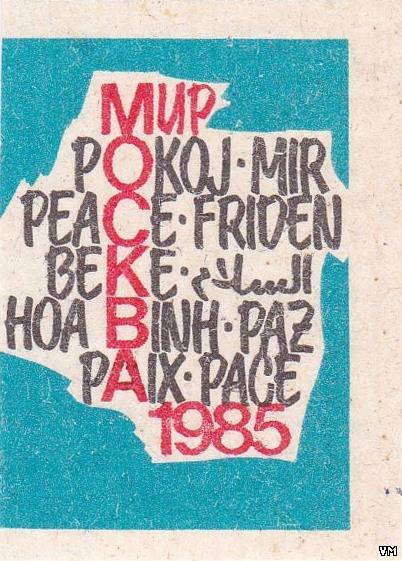 Мир
POKOJ · MIR
PEACE · FRIDEN
BEKE · السلام
HOA BINH · PAZ
PAIX · PACE
1985
VM